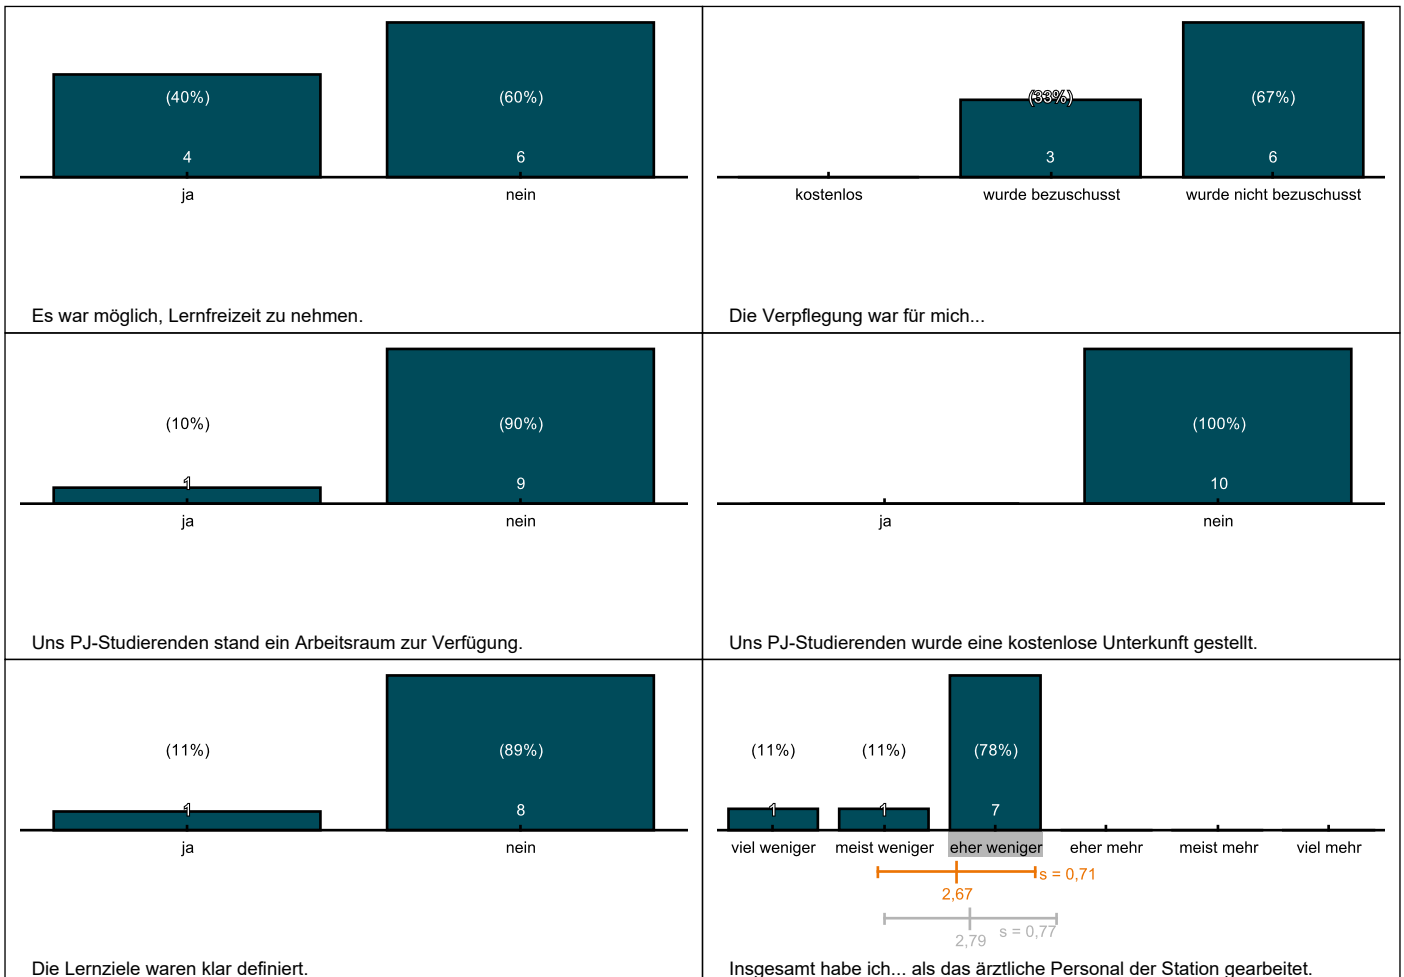 (40%)
(60%)
4
6
ja
nein
Es war möglich, Lernfreizeit zu nehmen.
(33%)
(67%)
3
6
kostenlos
wurde bezuschusst
wurde nicht bezuschusst
Die Verpflegung war für mich...
(10%)
(90%)
1
9
ja
nein
Uns PJ-Studierenden stand ein Arbeitsraum zur Verfügung.
(100%)
10
ja
nein
Uns PJ-Studierenden wurde eine kostenlose Unterkunft gestellt.
(11%)
(89%)
1
8
ja
nein
Die Lernziele waren klar definiert.
(11%)
(11%)
(78%)
1
1
7
viel weniger
meist weniger
eher weniger
eher mehr
meist mehr
viel mehr
s = 0,71
2,67
s = 0,77
2,79
Insgesamt habe ich... als das ärztliche Personal der Station gearbeitet.